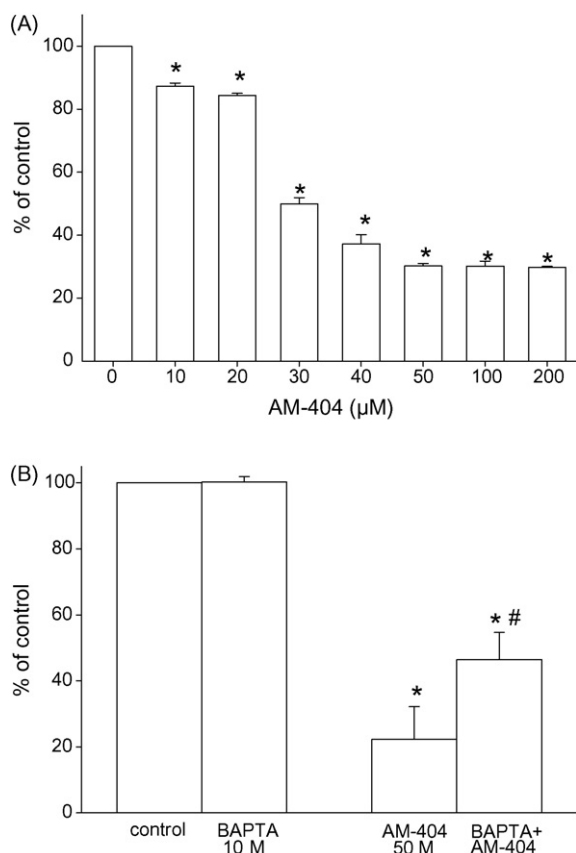 (A)
% of control
100
80
60
40
20
0
* * * * * * *
0 10 20 30 40 50 100 200
AM-404 (µM)
(B)
% of control
100
80
60
40
20
0
* * #
control BAPTA AM-404 BAPTA+
10 M 50 M AM-404